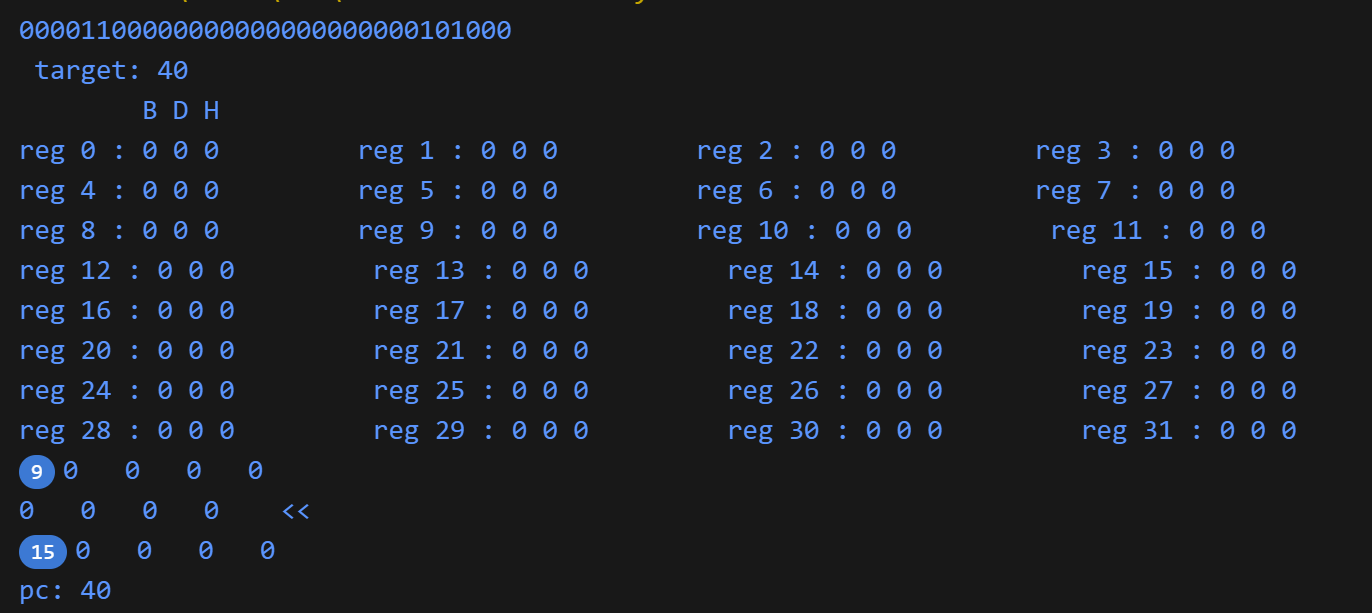 00001100000000000000000000101000
target: 40
B D H
reg 0 : 0 0 0 reg 1 : 0 0 0 reg 2 : 0 0 0 reg 3 : 0 0 0
reg 4 : 0 0 0 reg 5 : 0 0 0 reg 6 : 0 0 0 reg 7 : 0 0 0
reg 8 : 0 0 0 reg 9 : 0 0 0 reg 10 : 0 0 0 reg 11 : 0 0 0
reg 12 : 0 0 0 reg 13 : 0 0 0 reg 14 : 0 0 0 reg 15 : 0 0 0
reg 16 : 0 0 0 reg 17 : 0 0 0 reg 18 : 0 0 0 reg 19 : 0 0 0
reg 20 : 0 0 0 reg 21 : 0 0 0 reg 22 : 0 0 0 reg 23 : 0 0 0
reg 24 : 0 0 0 reg 25 : 0 0 0 reg 26 : 0 0 0 reg 27 : 0 0 0
reg 28 : 0 0 0 reg 29 : 0 0 0 reg 30 : 0 0 0 reg 31 : 0 0 0
9 0 0 0 0
0 0 0 0 <<
15 0 0 0 0
pc: 40